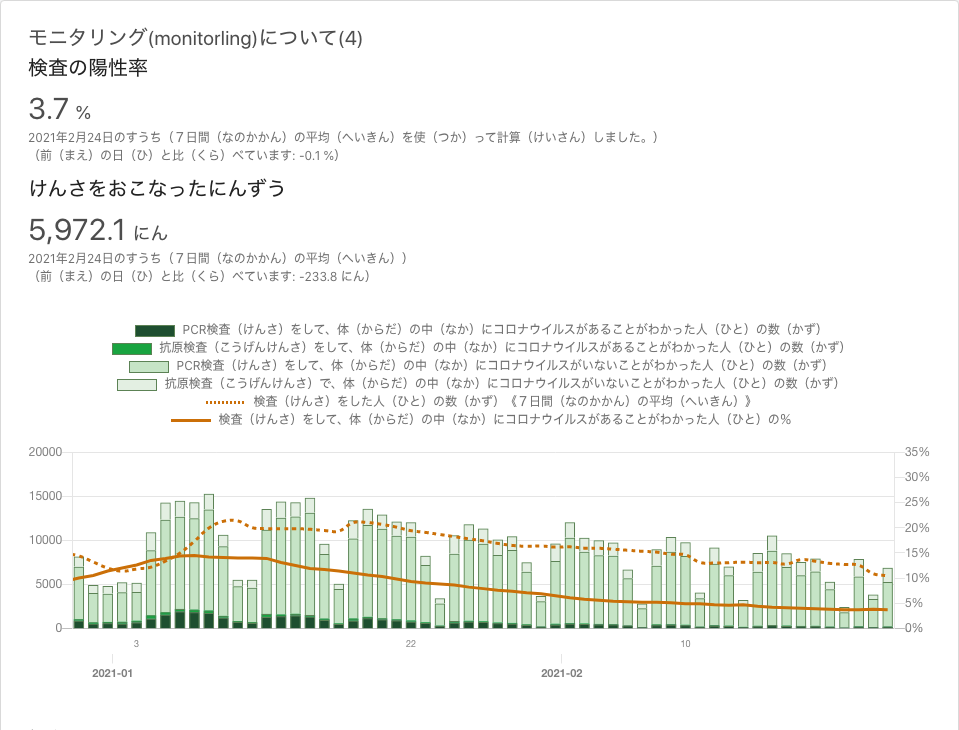 モニタリング(monitorling)について(4)
検査の陽性率
3.7 %
2021年2月24日のすうち（７日間（なのかかん）の平均（へいきん）を使（つか）って計算（けいさん）しました。）
（前（まえ）の日（ひ）と比（くら）べています: -0.1 %）
けんさをおこなったにんずう
5,972.1 にん
2021年2月24日のすうち（７日間（なのかかん）の平均（へいきん））
（前（まえ）の日（ひ）と比（くら）べています: -233.8 にん）
PCR検査（けんさ）をして、体（からだ）の中（なか）にコロナウイルスがあることがわかった人（ひと）の数（かず）
抗原検査（こうげんけんさ）をして、体（からだ）の中（なか）にコロナウイルスがあることがわかった人（ひと）の数（かず）
PCR検査（けんさ）をして、体（からだ）の中（なか）にコロナウイルスがいないことがわかった人（ひと）の数（かず）
抗原検査（こうげんけんさ）で、体（からだ）の中（なか）にコロナウイルスがいないことがわかった人（ひと）の数（かず）
検査（けんさ）をした人（ひと）の数（かず）《７日間（なのかかん）の平均（へいきん）》
検査（けんさ）をして、体（からだ）の中（なか）にコロナウイルスがあることがわかった人（ひと）の%
20000 35%
30%
15000 25%
20%
10000 15%
5000 10%
5%
0 0%
3 22 10
2021-01 2021-02